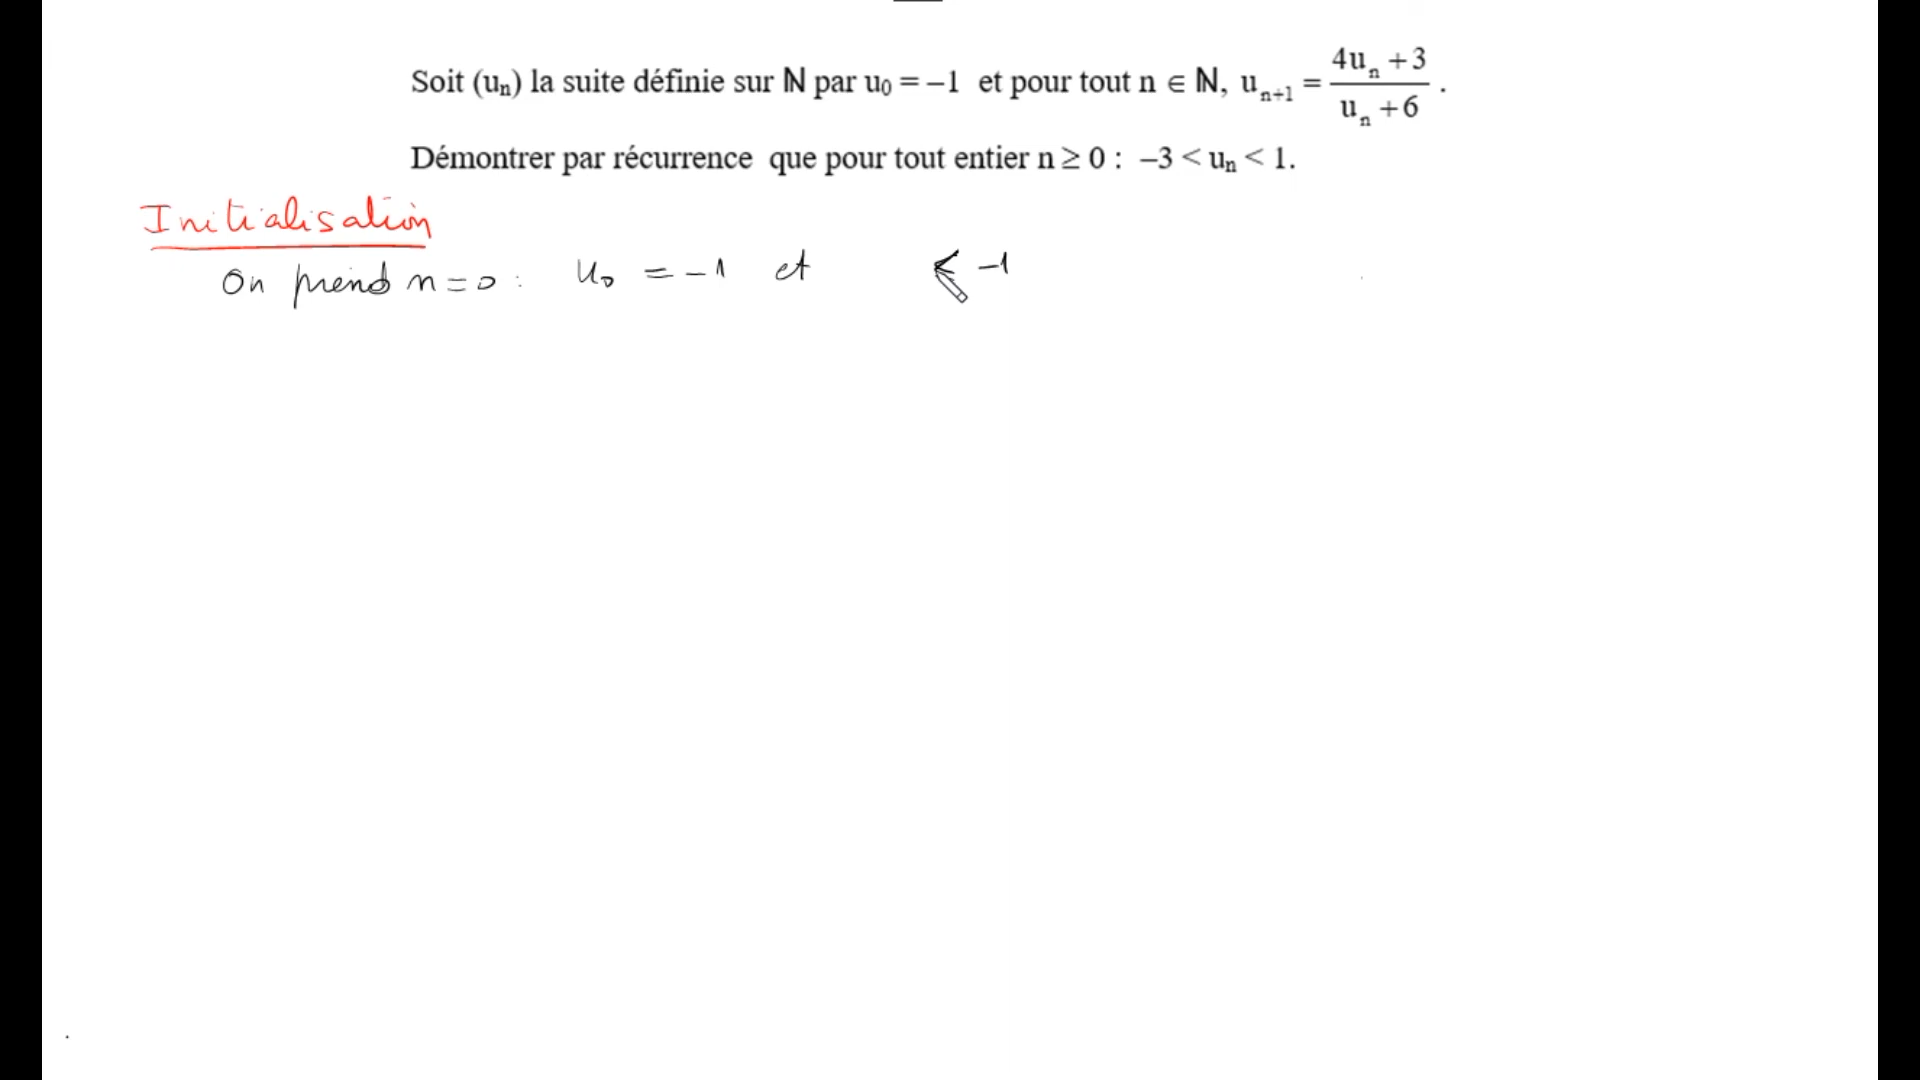 Soit (uₙ) la suite définie sur ℕ par u₀ = −1 et pour tout n ∈ ℕ, uₙ₊₁ = (4uₙ + 3)/(uₙ + 6) .
Démontrer par récurrence que pour tout entier n ≥ 0 : −3 < uₙ < 1.
Initialisation
On prend n = 0 : u₀ = −1 et < −1